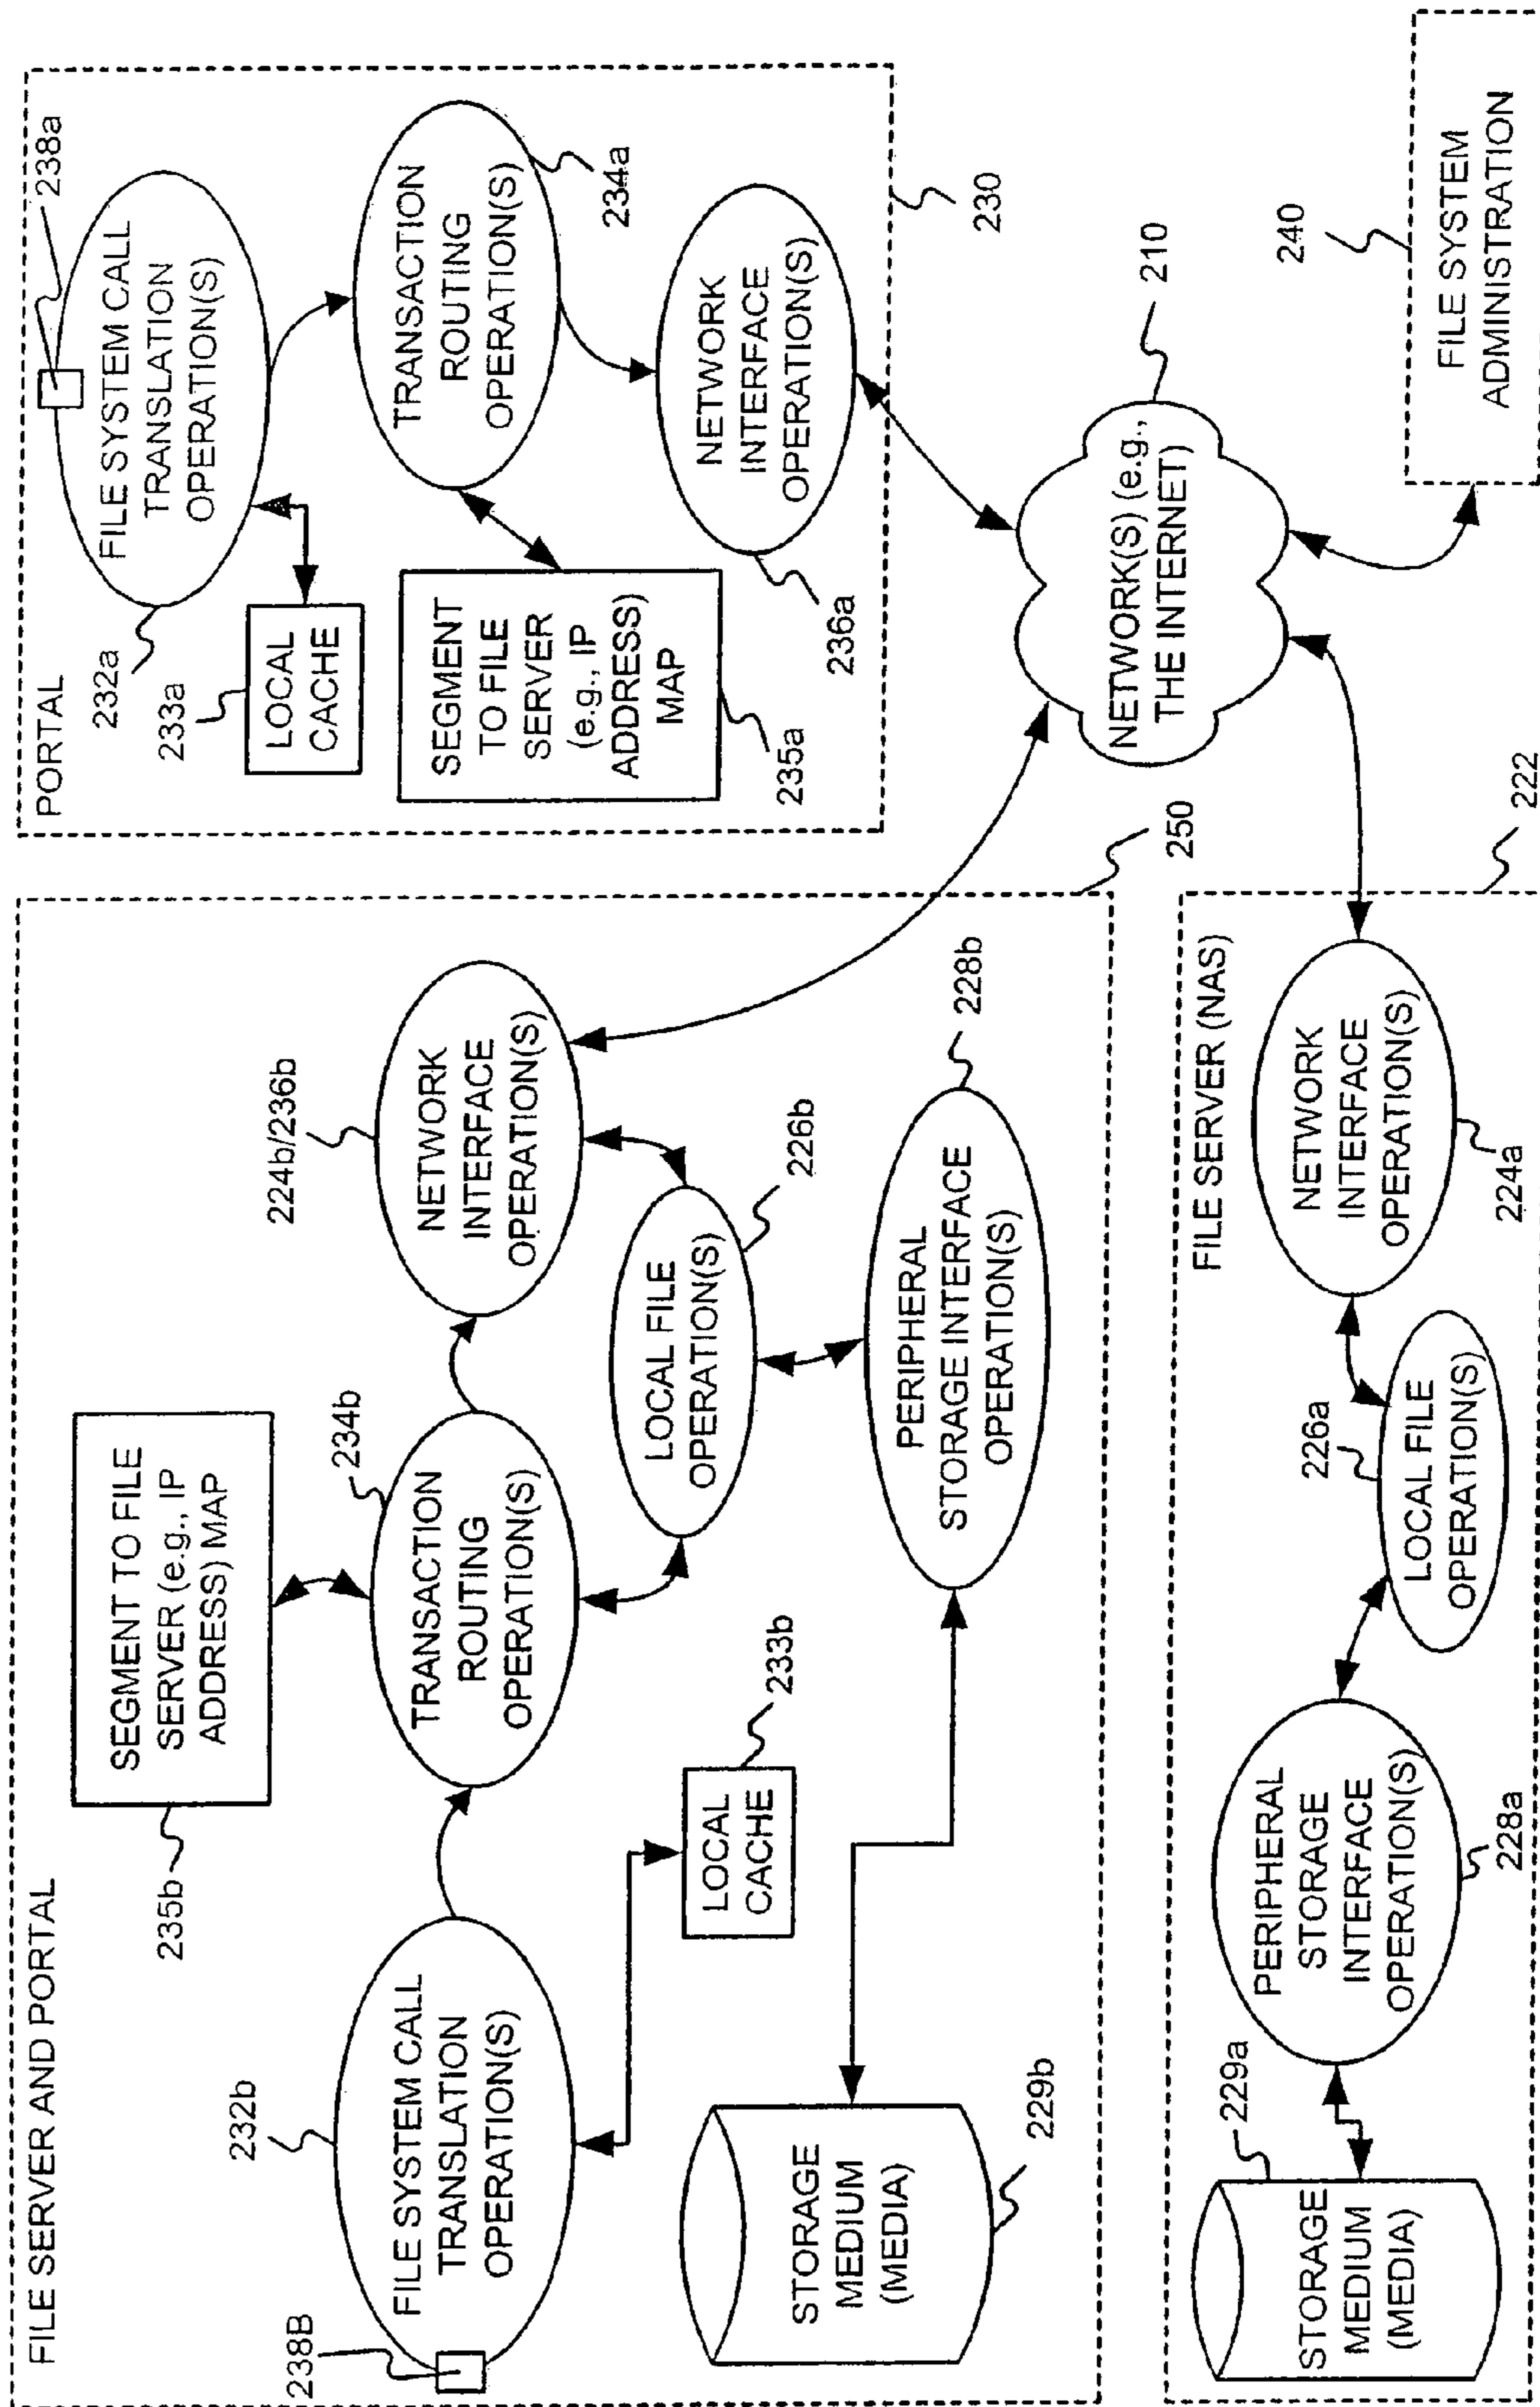 FILE SERVER AND PORTAL
238B
232b
FILE SYSTEM CALL
TRANSLATION
OPERATION(S)
235b
SEGMENT TO FILE
SERVER (e.g., IP
ADDRESS) MAP
234b
TRANSACTION
ROUTING
OPERATION(S)
224b/236b
NETWORK
INTERFACE
OPERATION(S)
LOCAL FILE
OPERATION(S)
226b
LOCAL
CACHE
233b
STORAGE
MEDIUM
(MEDIA)
229b
PERIPHERAL
STORAGE INTERFACE
OPERATION(S)
228b
250
PORTAL
232a
233a
LOCAL
CACHE
FILE SYSTEM CALL
TRANSLATION
OPERATION(S)
238a
SEGMENT
TO FILE
SERVER
(e.g., IP
ADDRESS)
MAP
235a
TRANSACTION
ROUTING
OPERATION(S)
234a
NETWORK
INTERFACE
OPERATION(S)
236a
230
NETWORK(S) (e.g.,
THE INTERNET)
210
FILE SERVER (NAS)
222
229a
STORAGE
MEDIUM
(MEDIA)
PERIPHERAL
STORAGE
INTERFACE
OPERATION(S)
228a
226a
LOCAL FILE
OPERATION(S)
NETWORK
INTERFACE
OPERATION(S)
224a
240
FILE SYSTEM
ADMINISTRATION